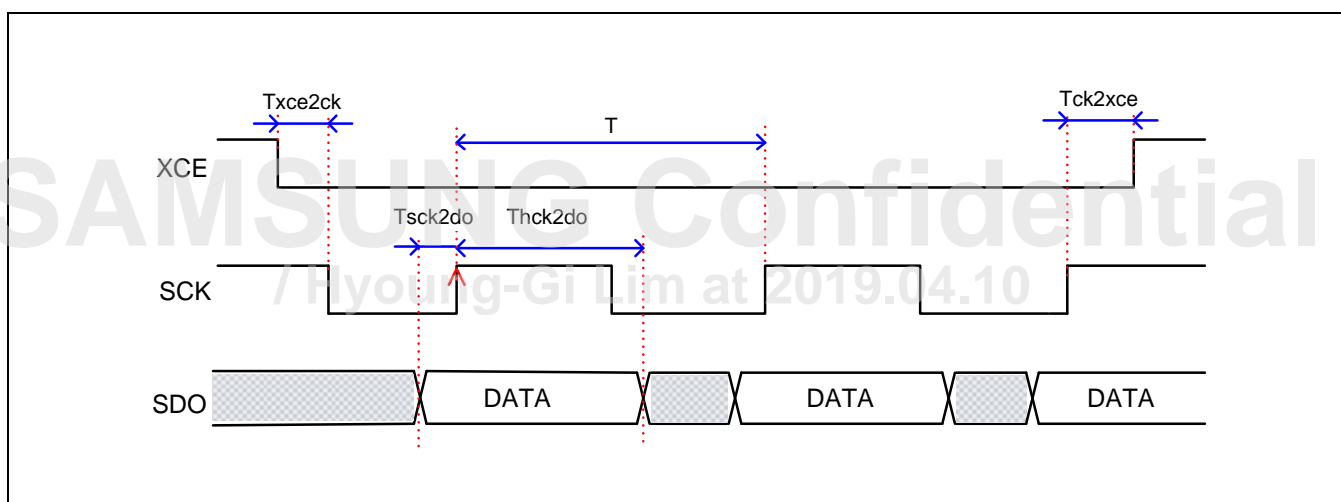 Txce2ck
Tck2xce
T
XCE
SAMSUNG Confidential
Tsck2do
Thck2do
SCK
/ Hyoung-Gi Lim at 2019.04.10
SDO
DATA
DATA
DATA